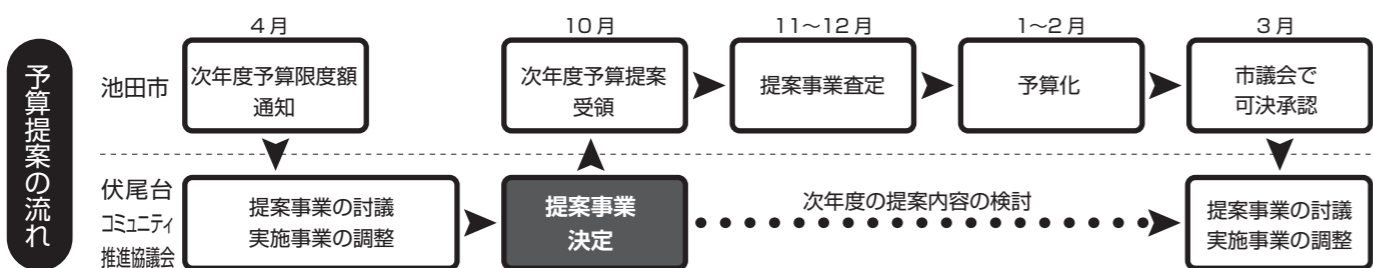 予算提案の流れ
4月
10月
11〜12月
1〜2月
3月
池田市
次年度予算限度額
通知
次年度予算提案
受領
提案事業査定
予算化
市議会で
可決承認
伏尾台
コミュニティ
推進協議会
提案事業の討議
実施事業の調整
提案事業
決定
次年度の提案内容の検討
提案事業の討議
実施事業の調整